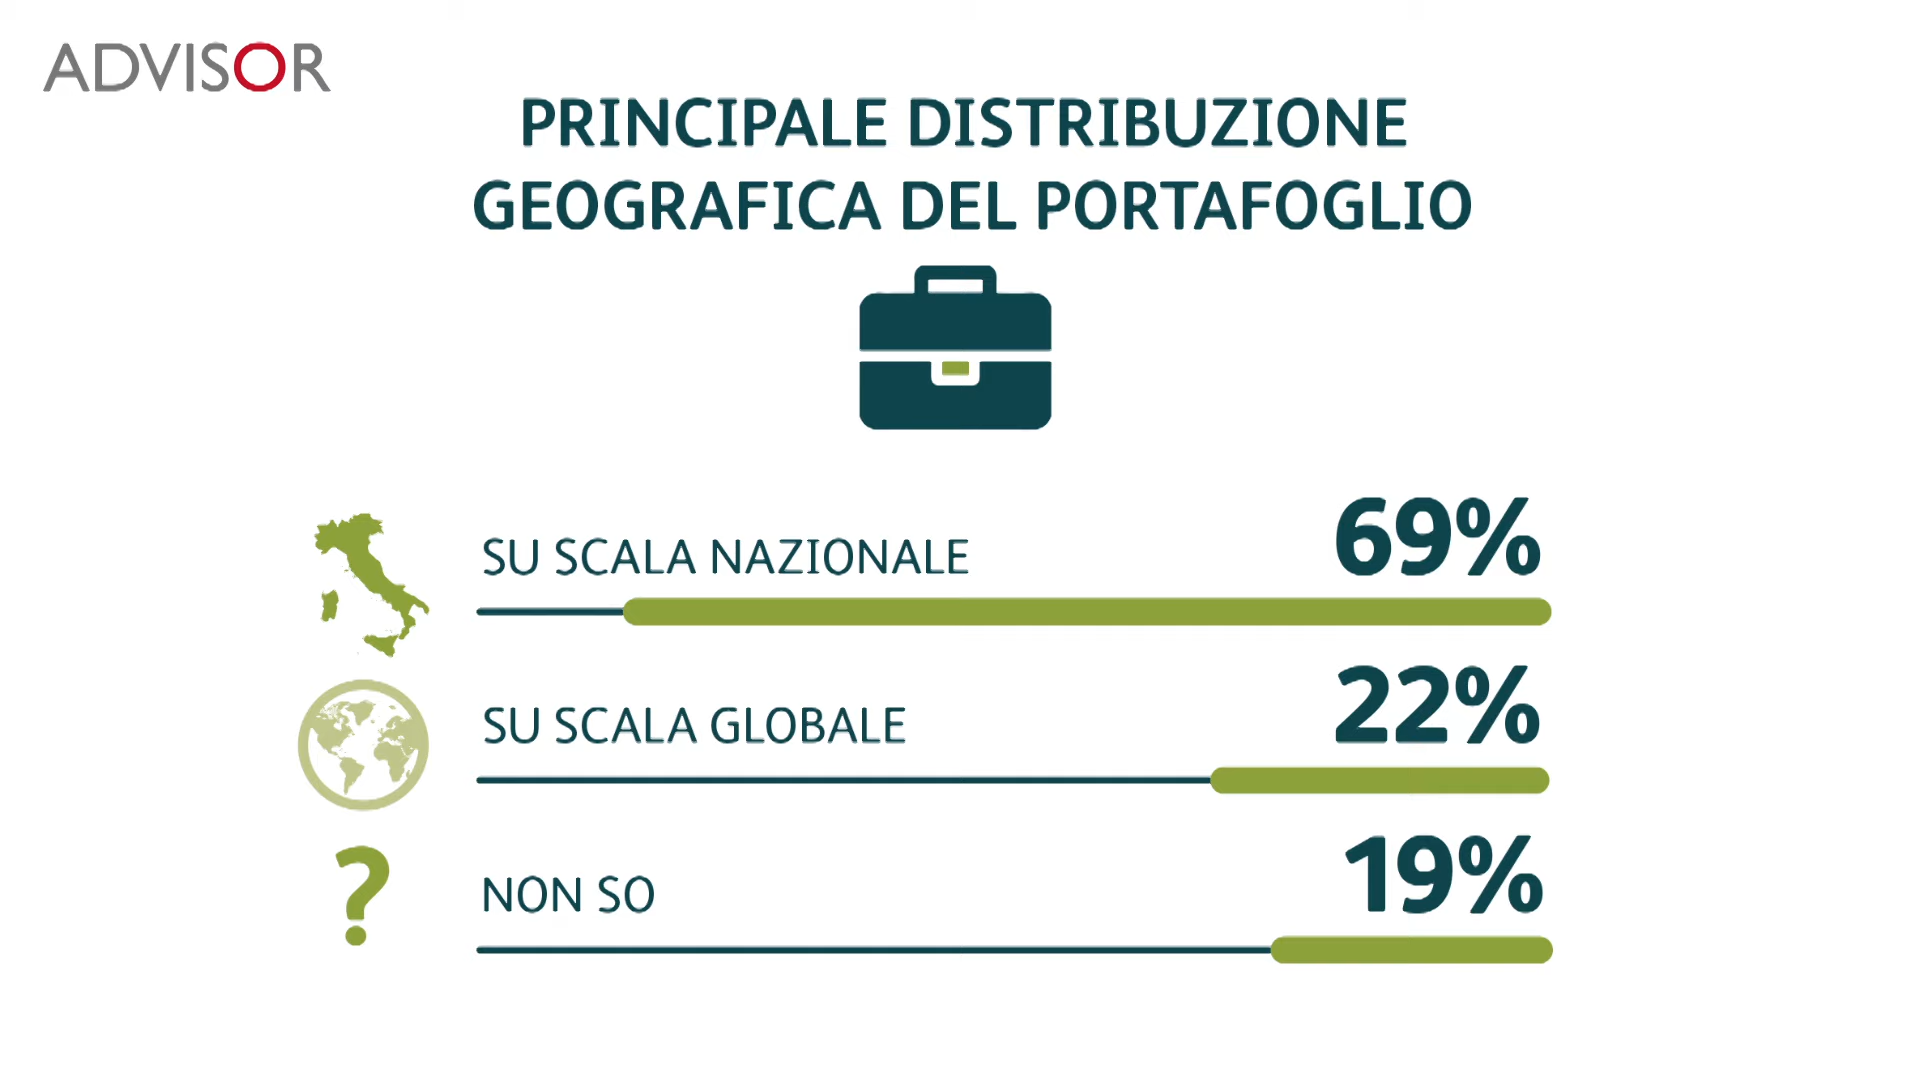 ADVISOR
PRINCIPALE DISTRIBUZIONE
GEOGRAFICA DEL PORTAFOGLIO
SU SCALA NAZIONALE 69%
SU SCALA GLOBALE 22%
NON SO 19%